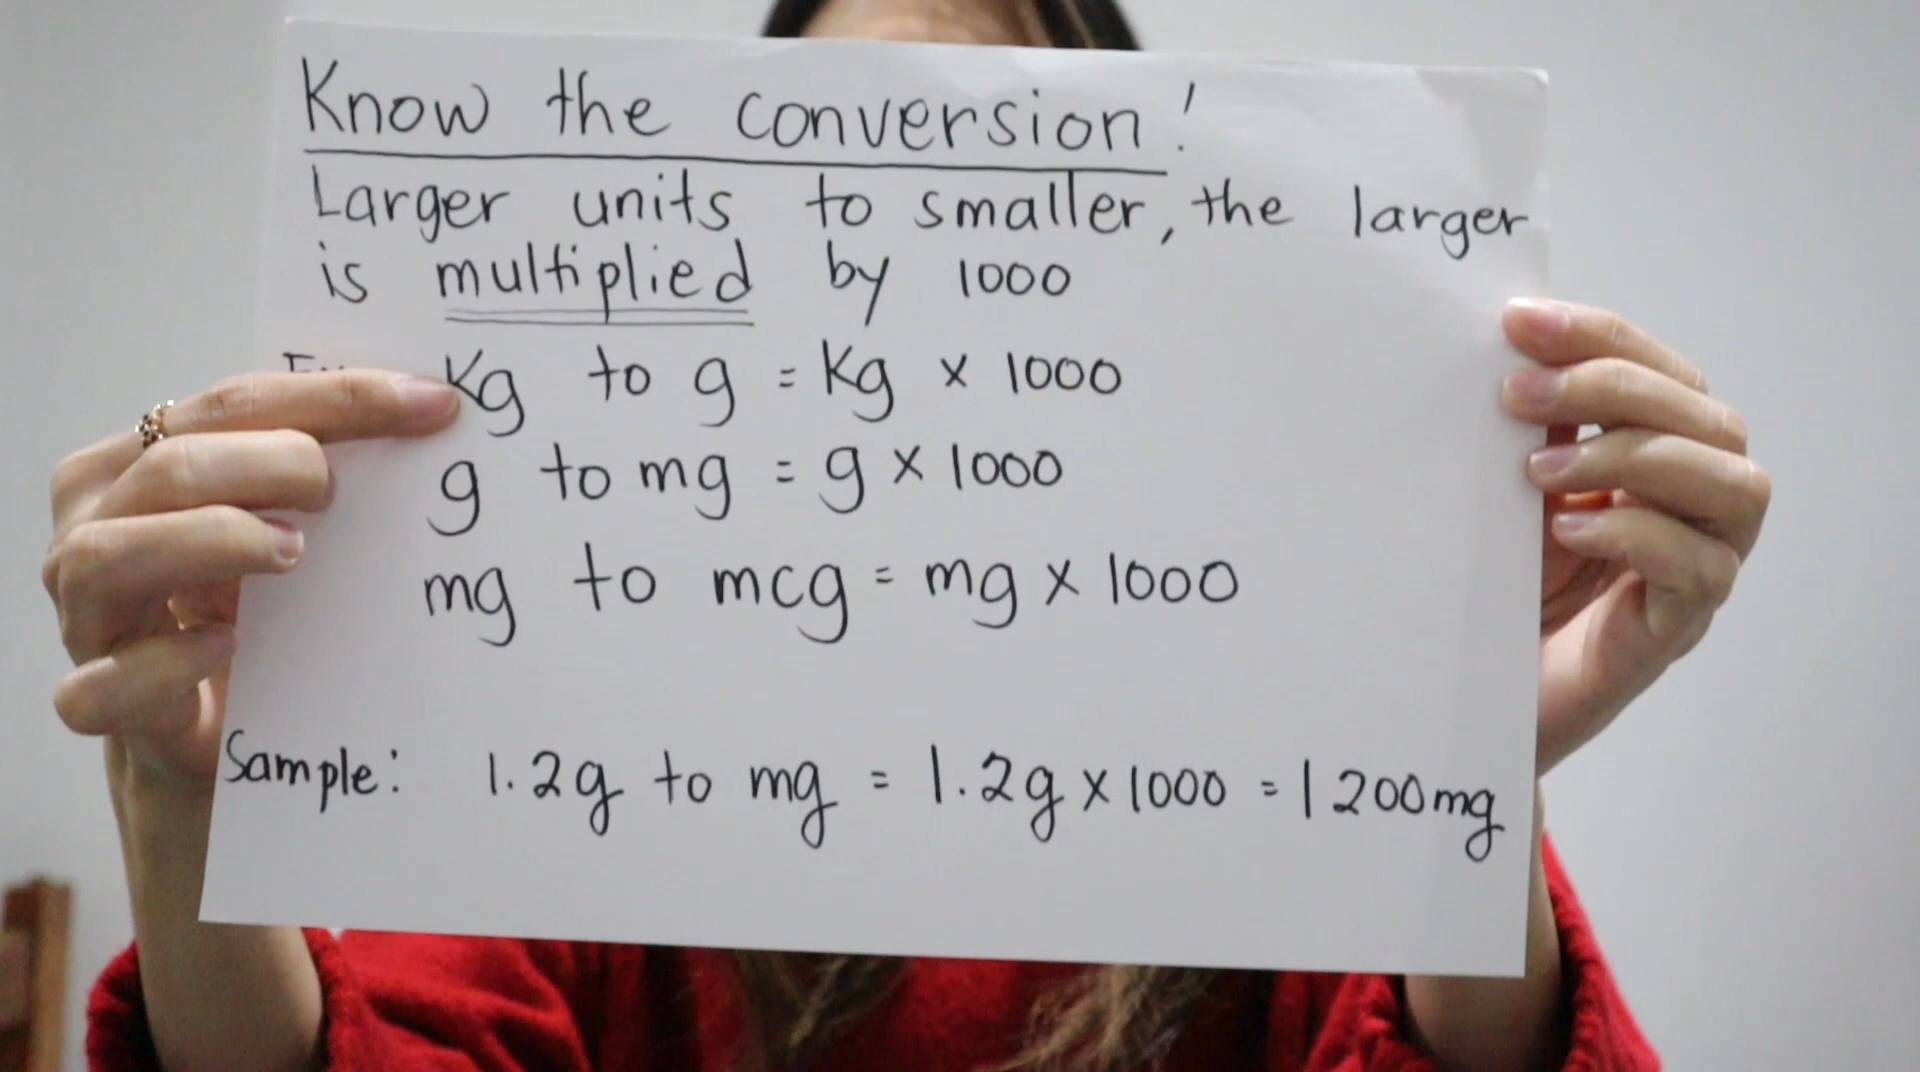 Know the conversion!
Larger units to smaller, the larger
is multiplied by 1000
Kg to g = Kg x 1000
g to mg = g x 1000
mg to mcg = mg x 1000
Sample: 1.2g to mg = 1.2g x 1000 = 1200mg